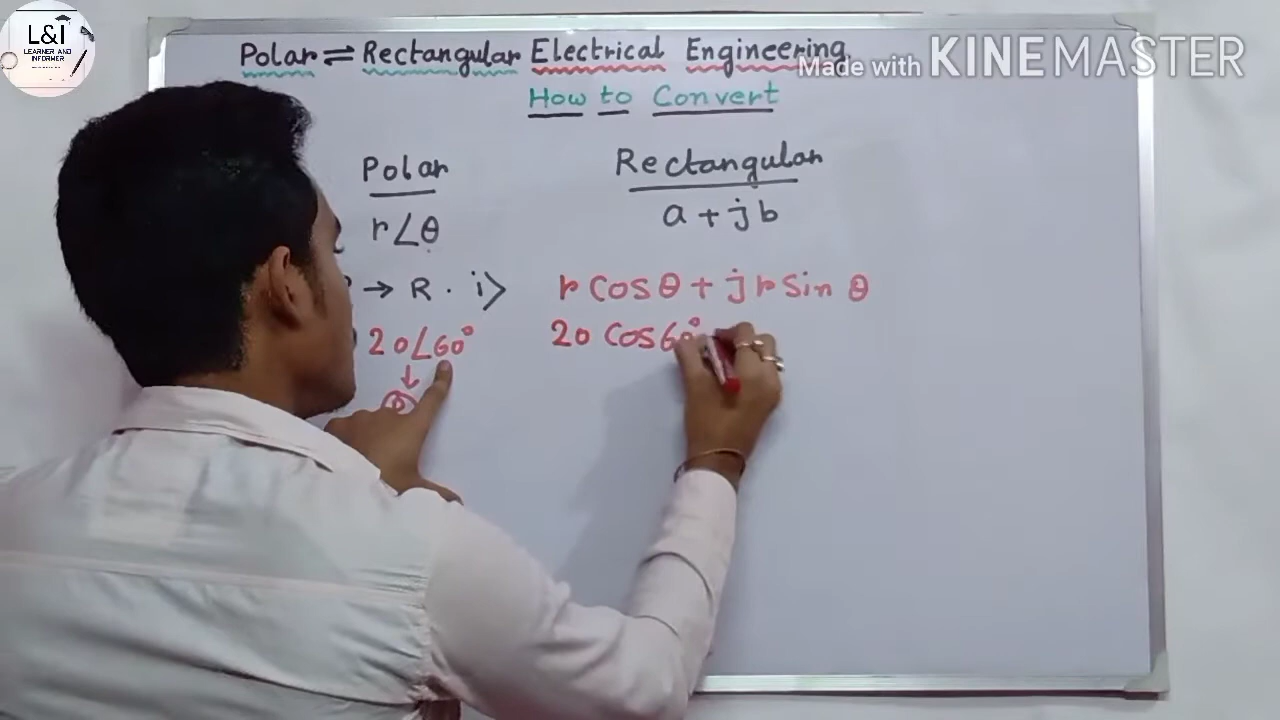 L&I
LEARNER AND
INFORMER
Made with KINEMASTER
Polar ⇌ Rectangular Electrical Engineering
How to Convert
Polar Rectangular
r∠θ a + jb
→ R . i> r Cos θ + j r Sin θ
20∠60° 20 Cos 60°
↓